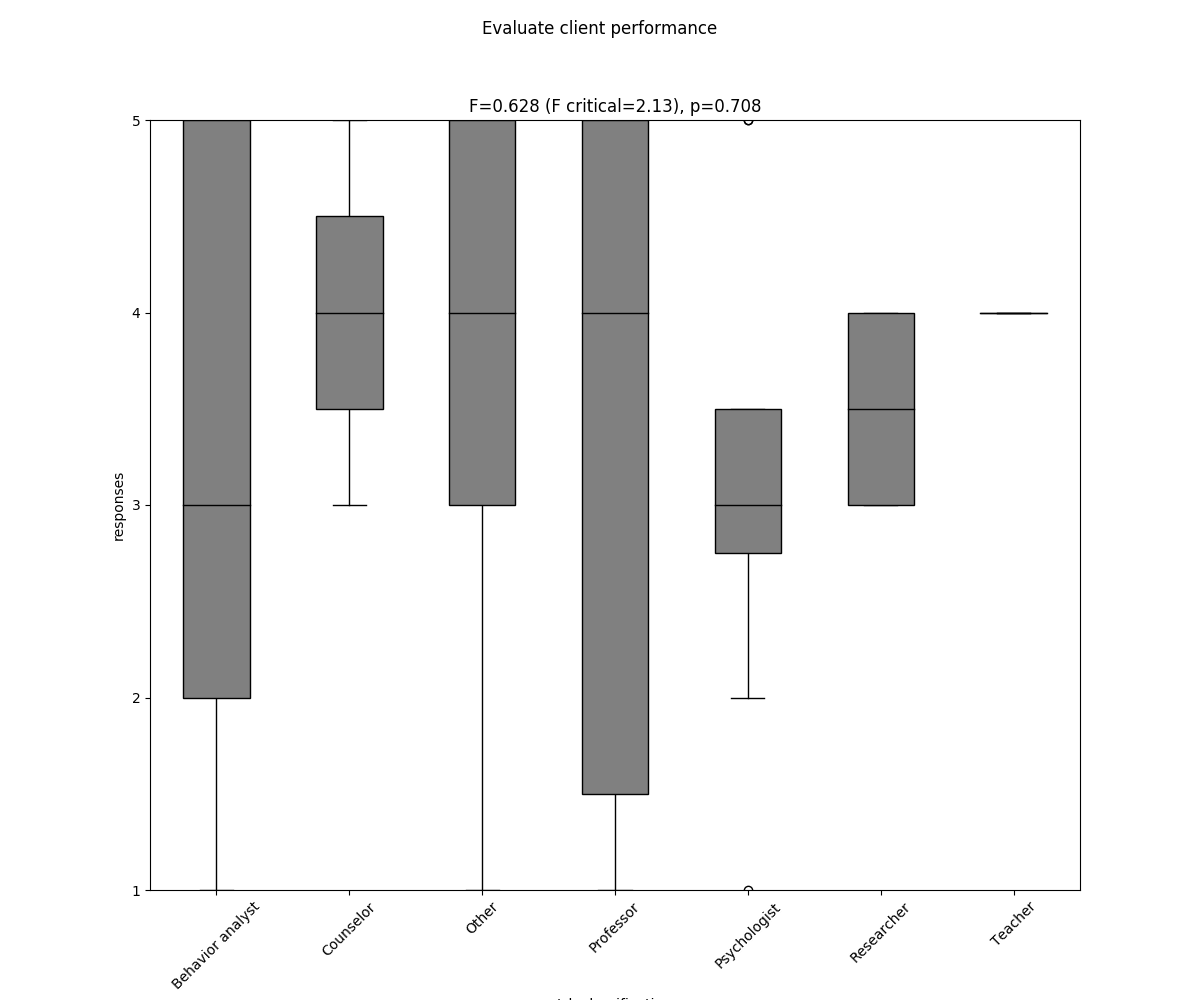 Evaluate client performance
F=0.628 (F critical=2.13), p=0.708
5
4
3
2
1
responses
Behavior analyst
Counselor
Other
Professor
Psychologist
Researcher
Teacher